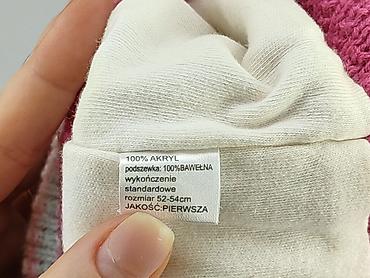 100% AKRYL
podszewka: 100%BAWEŁNA
wykończenie
standardowe
rozmiar 52-54cm
JAKOŚĆ:PIERWSZA